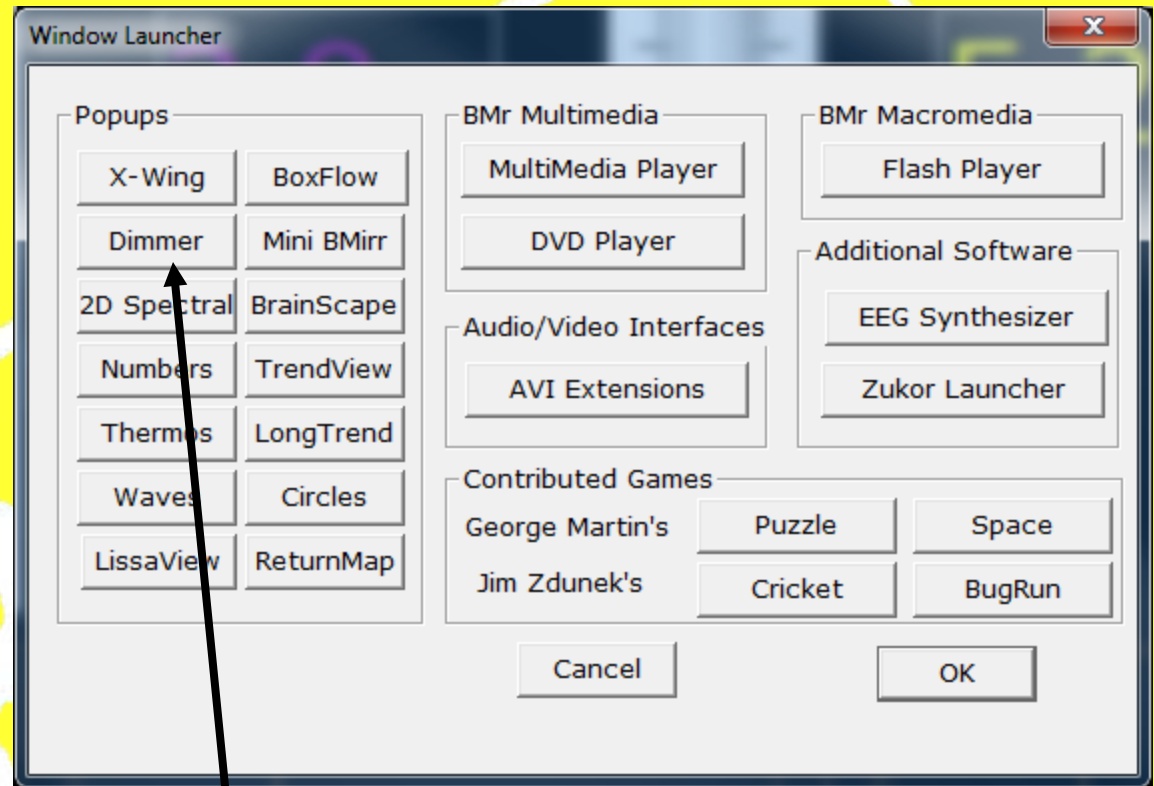 Window Launcher
X
Popups
X-Wing BoxFlow
Dimmer Mini BMirr
2D Spectral BrainScape
Numbers TrendView
Thermos LongTrend
Waves Circles
LissaView ReturnMap
BMr Multimedia
MultiMedia Player
DVD Player
BMr Macromedia
Flash Player
Audio/Video Interfaces
AVI Extensions
Additional Software
EEG Synthesizer
Zukor Launcher
Contributed Games
George Martin's Puzzle Space
Jim Zdunek's Cricket BugRun
Cancel OK